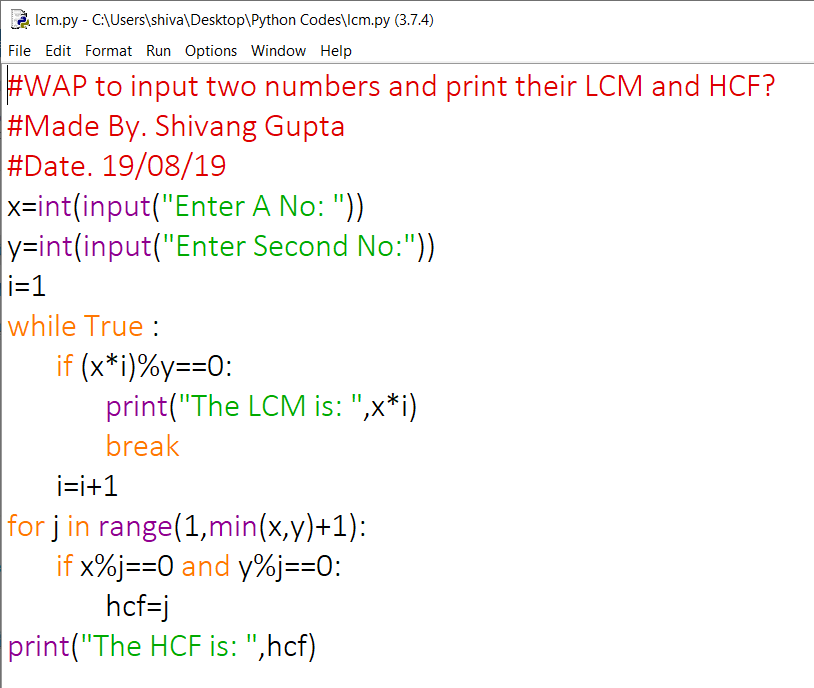 lcm.py - C:\Users\shiva\Desktop\Python Codes\lcm.py (3.7.4)
File Edit Format Run Options Window Help
#WAP to input two numbers and print their LCM and HCF?
#Made By. Shivang Gupta
#Date. 19/08/19
x=int(input("Enter A No: "))
y=int(input("Enter Second No:"))
i=1
while True :
    if (x*i)%y==0:
        print("The LCM is: ",x*i)
        break
    i=i+1
for j in range(1,min(x,y)+1):
    if x%j==0 and y%j==0:
        hcf=j
print("The HCF is: ",hcf)